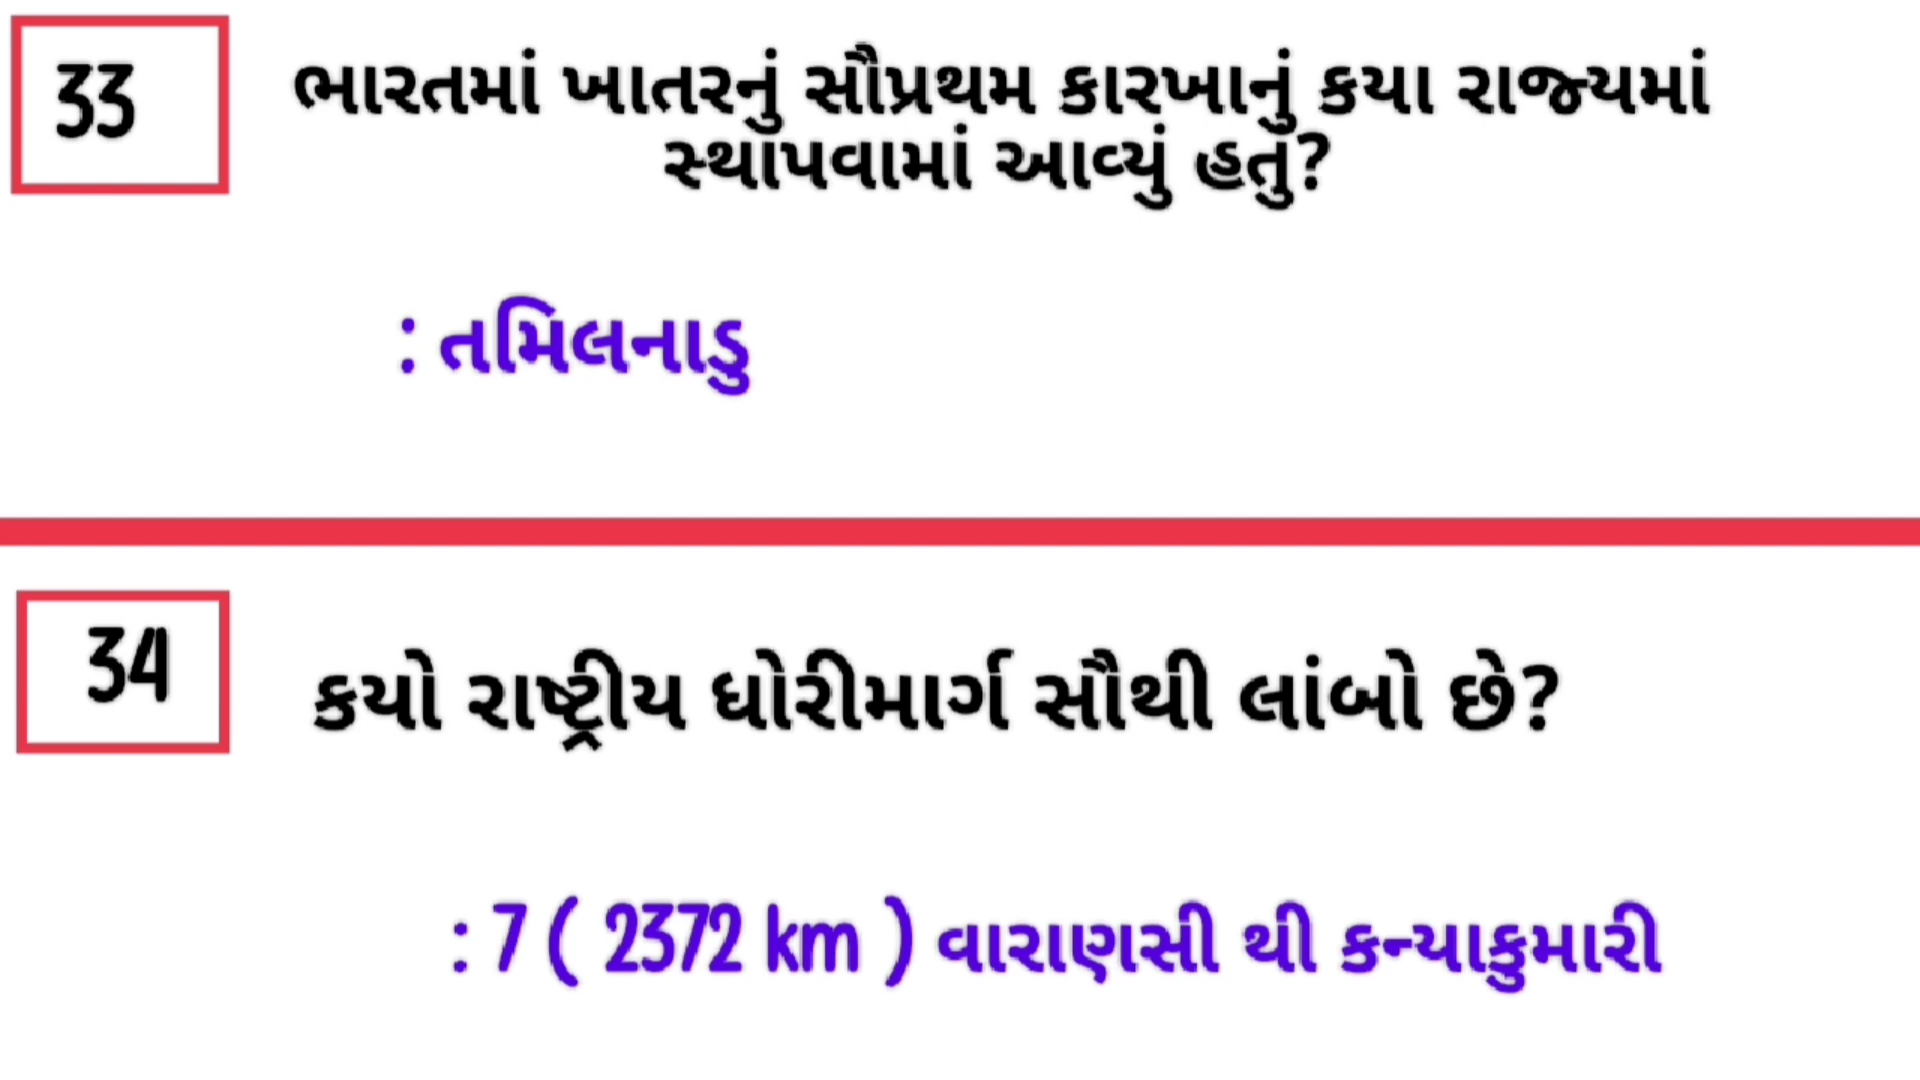 33
ભારતમાં ખાતરનું સૌપ્રથમ કારખાનું કયા રાજ્યમાં
સ્થાપવામાં આવ્યું હતું?
: તમિલનાડુ
34
કયો રાષ્ટ્રીય ધોરીમાર્ગ સૌથી લાંબો છે?
: 7 ( 2372 km ) વારાણસી થી કન્યાકુમારી